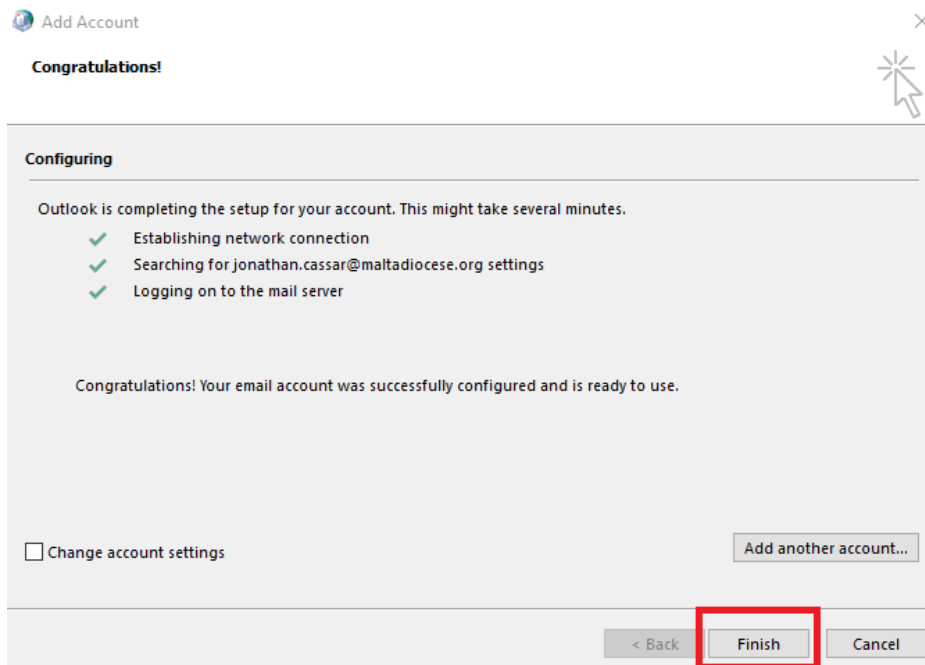 Add Account
Congratulations!
Configuring
Outlook is completing the setup for your account. This might take several minutes.
Establishing network connection
Searching for jonathan.cassar@maltadiocese.org settings
Logging on to the mail server
Congratulations! Your email account was successfully configured and is ready to use.
Change account settings
Add another account...
< Back
Finish
Cancel